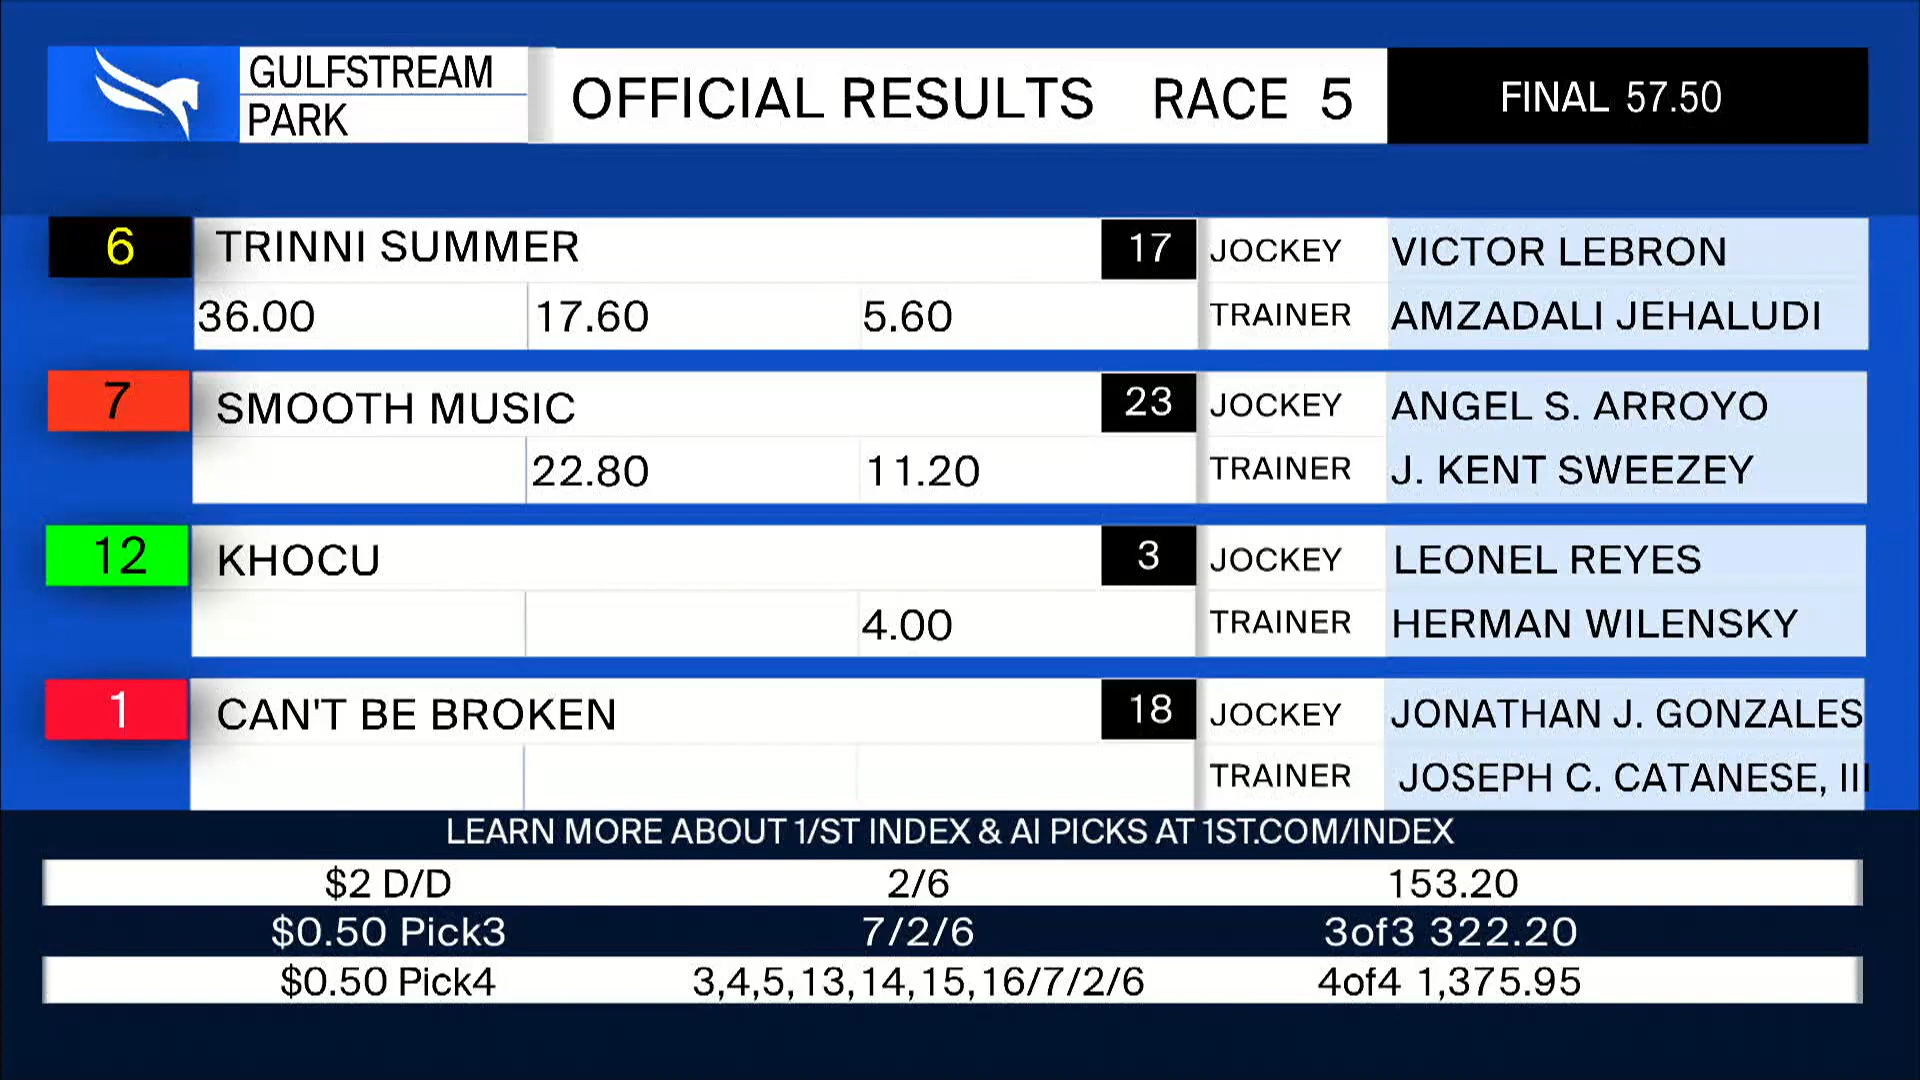 GULFSTREAM
PARK
OFFICIAL RESULTS RACE 5
FINAL 57.50
6 TRINNI SUMMER 17 JOCKEY VICTOR LEBRON
36.00 17.60 5.60 TRAINER AMZADALI JEHALUDI
7 SMOOTH MUSIC 23 JOCKEY ANGEL S. ARROYO
22.80 11.20 TRAINER J. KENT SWEEZEY
12 KHOCU 3 JOCKEY LEONEL REYES
4.00 TRAINER HERMAN WILENSKY
1 CAN'T BE BROKEN 18 JOCKEY JONATHAN J. GONZALES
TRAINER JOSEPH C. CATANESE, III
LEARN MORE ABOUT 1/ST INDEX & AI PICKS AT 1ST.COM/INDEX
$2 D/D 2/6 153.20
$0.50 Pick3 7/2/6 3of3 322.20
$0.50 Pick4 3,4,5,13,14,15,16/7/2/6 4of4 1,375.95